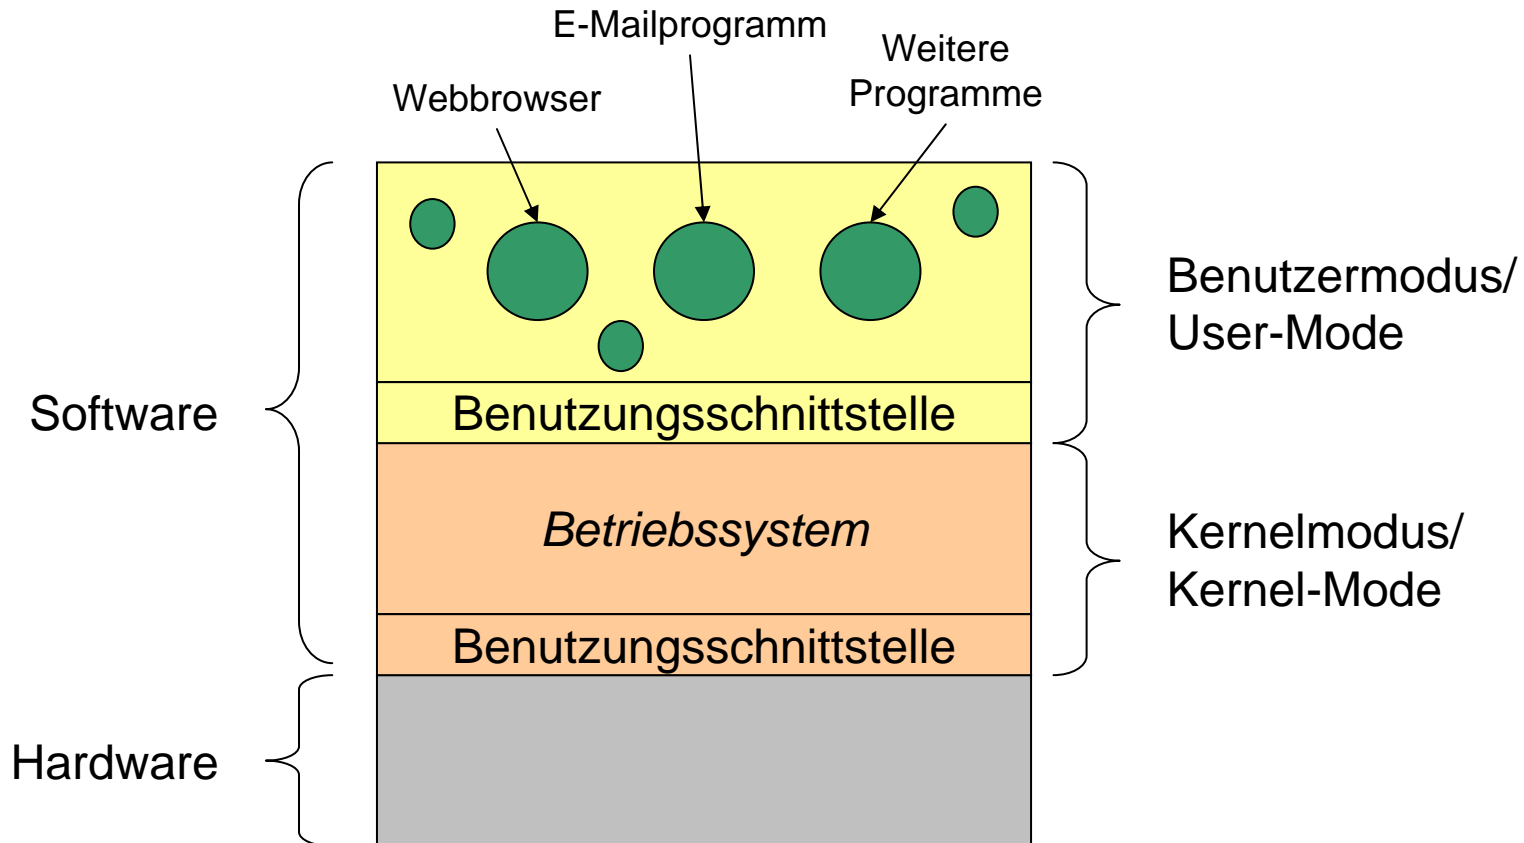 E-Mailprogramm
Weitere
Programme
Webbrowser
Benutzermodus/
User-Mode
Software
Benutzungsschnittstelle
Betriebssystem
Kernelmodus/
Kernel-Mode
Benutzungsschnittstelle
Hardware